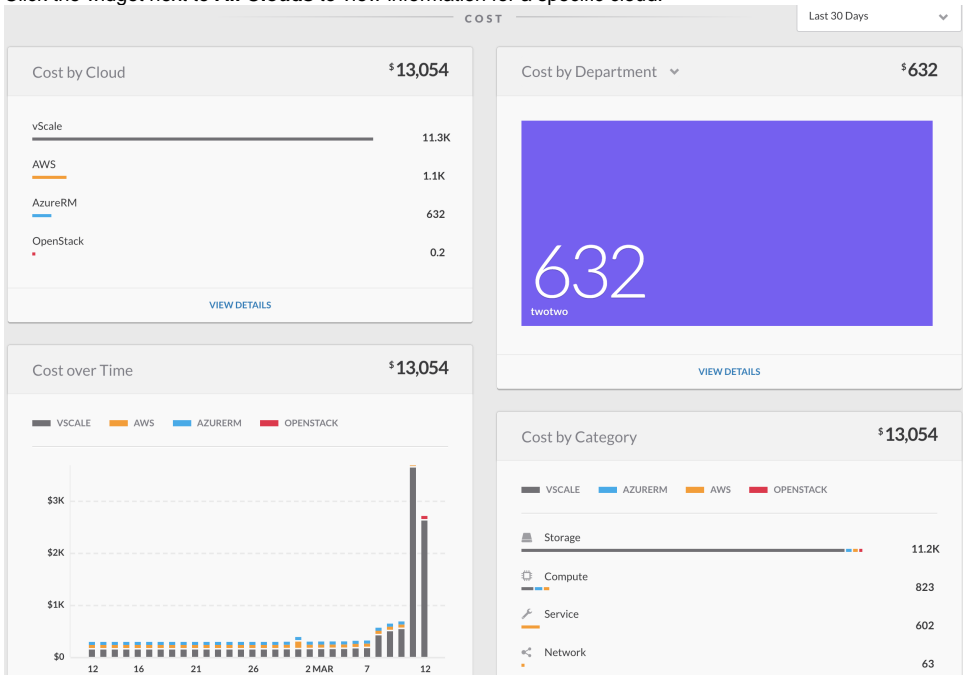 COST
Last 30 Days
Cost by Cloud
$13,054
vScale
11.3K
AWS
1.1K
AzureRM
632
OpenStack
0.2
VIEW DETAILS
Cost by Department
$632
632
twotwo
VIEW DETAILS
Cost over Time
$13,054
VSCALE AWS AZURERM OPENSTACK
$3K
$2K
$1K
$0
12 16 21 26 2 MAR 7 12
Cost by Category
$13,054
VSCALE AZURERM AWS OPENSTACK
Storage
11.2K
Compute
823
Service
602
Network
63